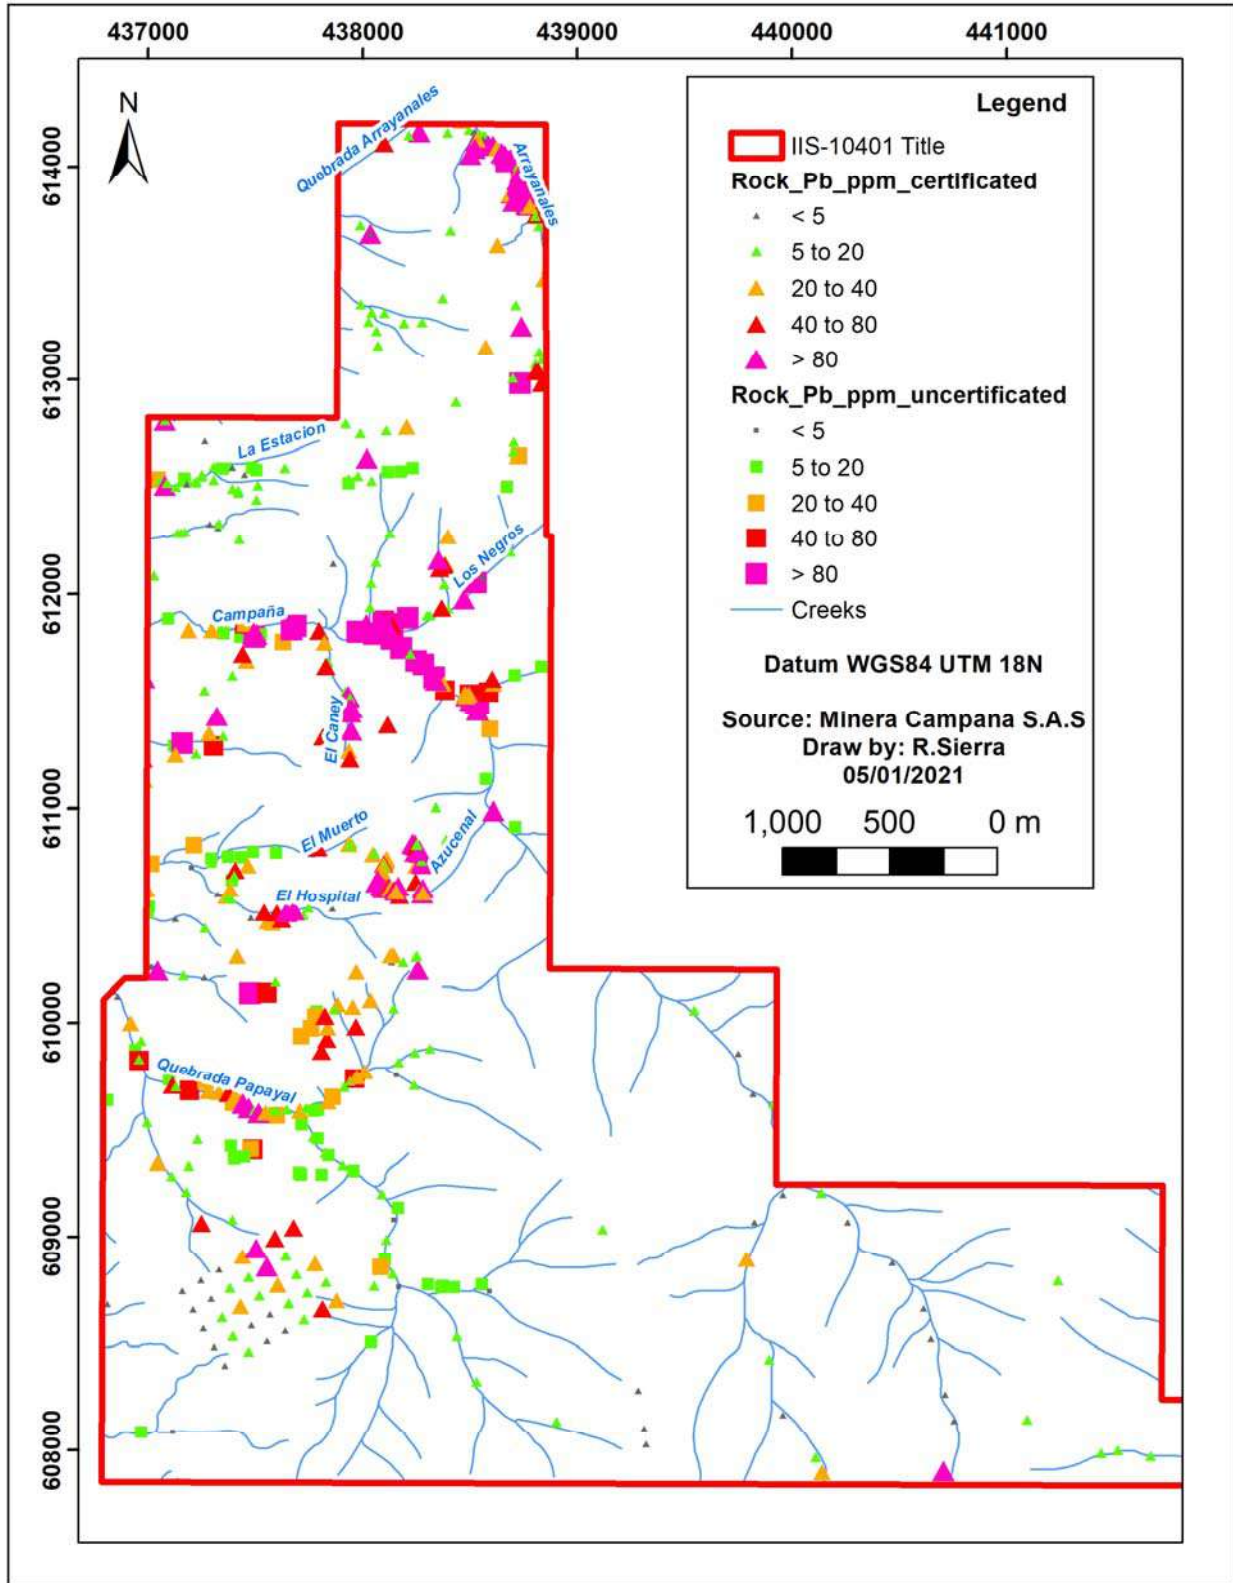 437000 438000 439000 440000 441000
N
614000
613000
612000
611000
610000
609000
608000
Quebrada Arrayanales
Arrayanales
La Estacion
Los Negros
Campaña
El Caney
El Muerto
Azucenal
El Hospital
Quebrada Papayal
Legend
IIS-10401 Title
Rock_Pb_ppm_certificated
< 5
5 to 20
20 to 40
40 to 80
> 80
Rock_Pb_ppm_uncertificated
< 5
5 to 20
20 to 40
40 to 80
> 80
Creeks
Datum WGS84 UTM 18N
Source: Minera Campana S.A.S
Draw by: R.Sierra
05/01/2021
1,000 500 0 m